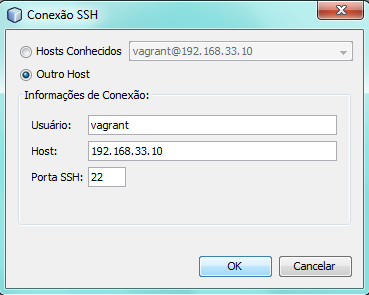 Conexão SSH
Hosts Conhecidos vagrant@192.168.33.10
Outro Host
Informações de Conexão:
Usuário: vagrant
Host: 192.168.33.10
Porta SSH: 22
OK Cancelar